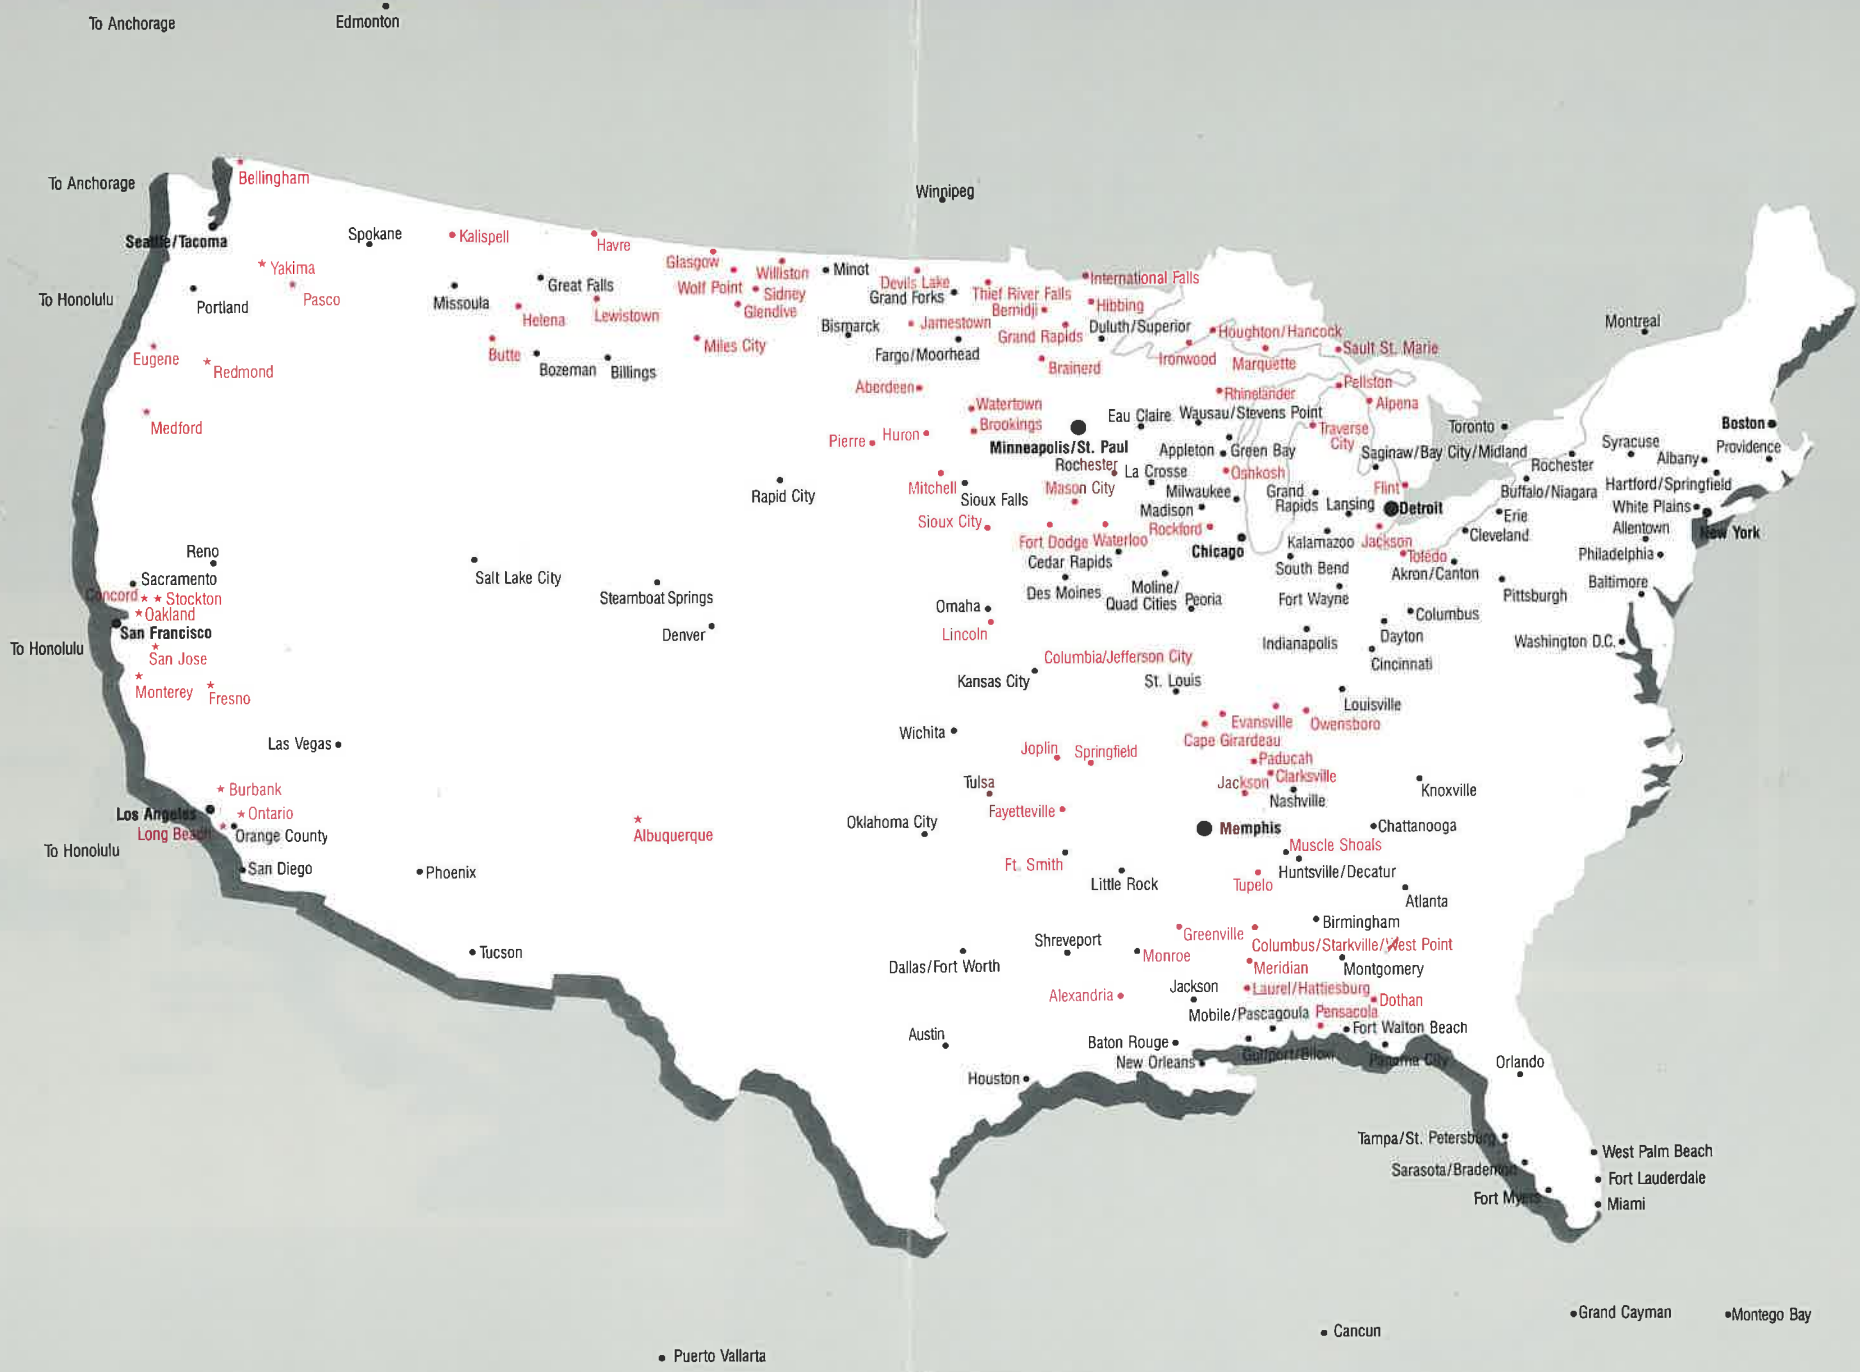 To Anchorage
Edmonton
To Anchorage
Bellingham
Winnipeg
Seattle/Tacoma
Spokane
Kalispell
Havre
Glasgow
Williston
Minot
Devils Lake
International Falls
Yakima
Pasco
To Honolulu
Portland
Missoula
Great Falls
Helena
Lewistown
Wolf Point
Sidney
Glendive
Grand Forks
Thief River Falls
Hibbing
Bemidji
Bismarck
Jamestown
Grand Rapids
Duluth/Superior
Houghton/Hancock
Montreal
Eugene
Redmond
Butte
Bozeman
Billings
Miles City
Fargo/Moorhead
Brainerd
Ironwood
Marquette
Sault St. Marie
Aberdeen
Rhinelander
Pellston
Alpena
Medford
Watertown
Brookings
Pierre
Huron
Minneapolis/St. Paul
Eau Claire
Wausau/Stevens Point
Traverse
City
Toronto
Boston
Appleton
Green Bay
Saginaw/Bay City/Midland
Syracuse
Albany
Providence
Rochester
La Crosse
Oshkosh
Rochester
Rapid City
Mitchell
Sioux Falls
Mason City
Milwaukee
Grand
Rapids
Lansing
Flint
Buffalo/Niagara
Hartford/Springfield
Madison
Detroit
Erie
White Plains
Sioux City
Rockford
Cleveland
Allentown
New York
Fort Dodge
Waterloo
Chicago
Kalamazoo
Jackson
Toledo
Philadelphia
Reno
Sacramento
Salt Lake City
Cedar Rapids
South Bend
Akron/Canton
Baltimore
Concord
Stockton
Steamboat Springs
Des Moines
Moline/
Quad Cities
Peoria
Fort Wayne
Pittsburgh
Oakland
Omaha
Columbus
San Francisco
Denver
Lincoln
Indianapolis
Dayton
Washington D.C.
To Honolulu
San Jose
Columbia/Jefferson City
Cincinnati
Monterey
Fresno
Kansas City
St. Louis
Louisville
Evansville
Owensboro
Las Vegas
Wichita
Cape Girardeau
Joplin
Springfield
Paducah
Burbank
Tulsa
Jackson
Clarksville
Knoxville
Nashville
Los Angeles
Ontario
Fayetteville
Long Beach
Orange County
Albuquerque
Oklahoma City
Memphis
Chattanooga
To Honolulu
Muscle Shoals
San Diego
Phoenix
Ft. Smith
Huntsville/Decatur
Little Rock
Tupelo
Atlanta
Birmingham
Tucson
Shreveport
Greenville
Columbus/Starkville/West Point
Dallas/Fort Worth
Monroe
Meridian
Montgomery
Alexandria
Jackson
Laurel/Hattiesburg
Dothan
Mobile/Pascagoula
Pensacola
Fort Walton Beach
Austin
Baton Rouge
Gulfport/Biloxi
Panama City
New Orleans
Orlando
Houston
Tampa/St. Petersburg
West Palm Beach
Sarasota/Bradenton
Fort Lauderdale
Fort Myers
Miami
Grand Cayman
Montego Bay
Cancun
Puerto Vallarta